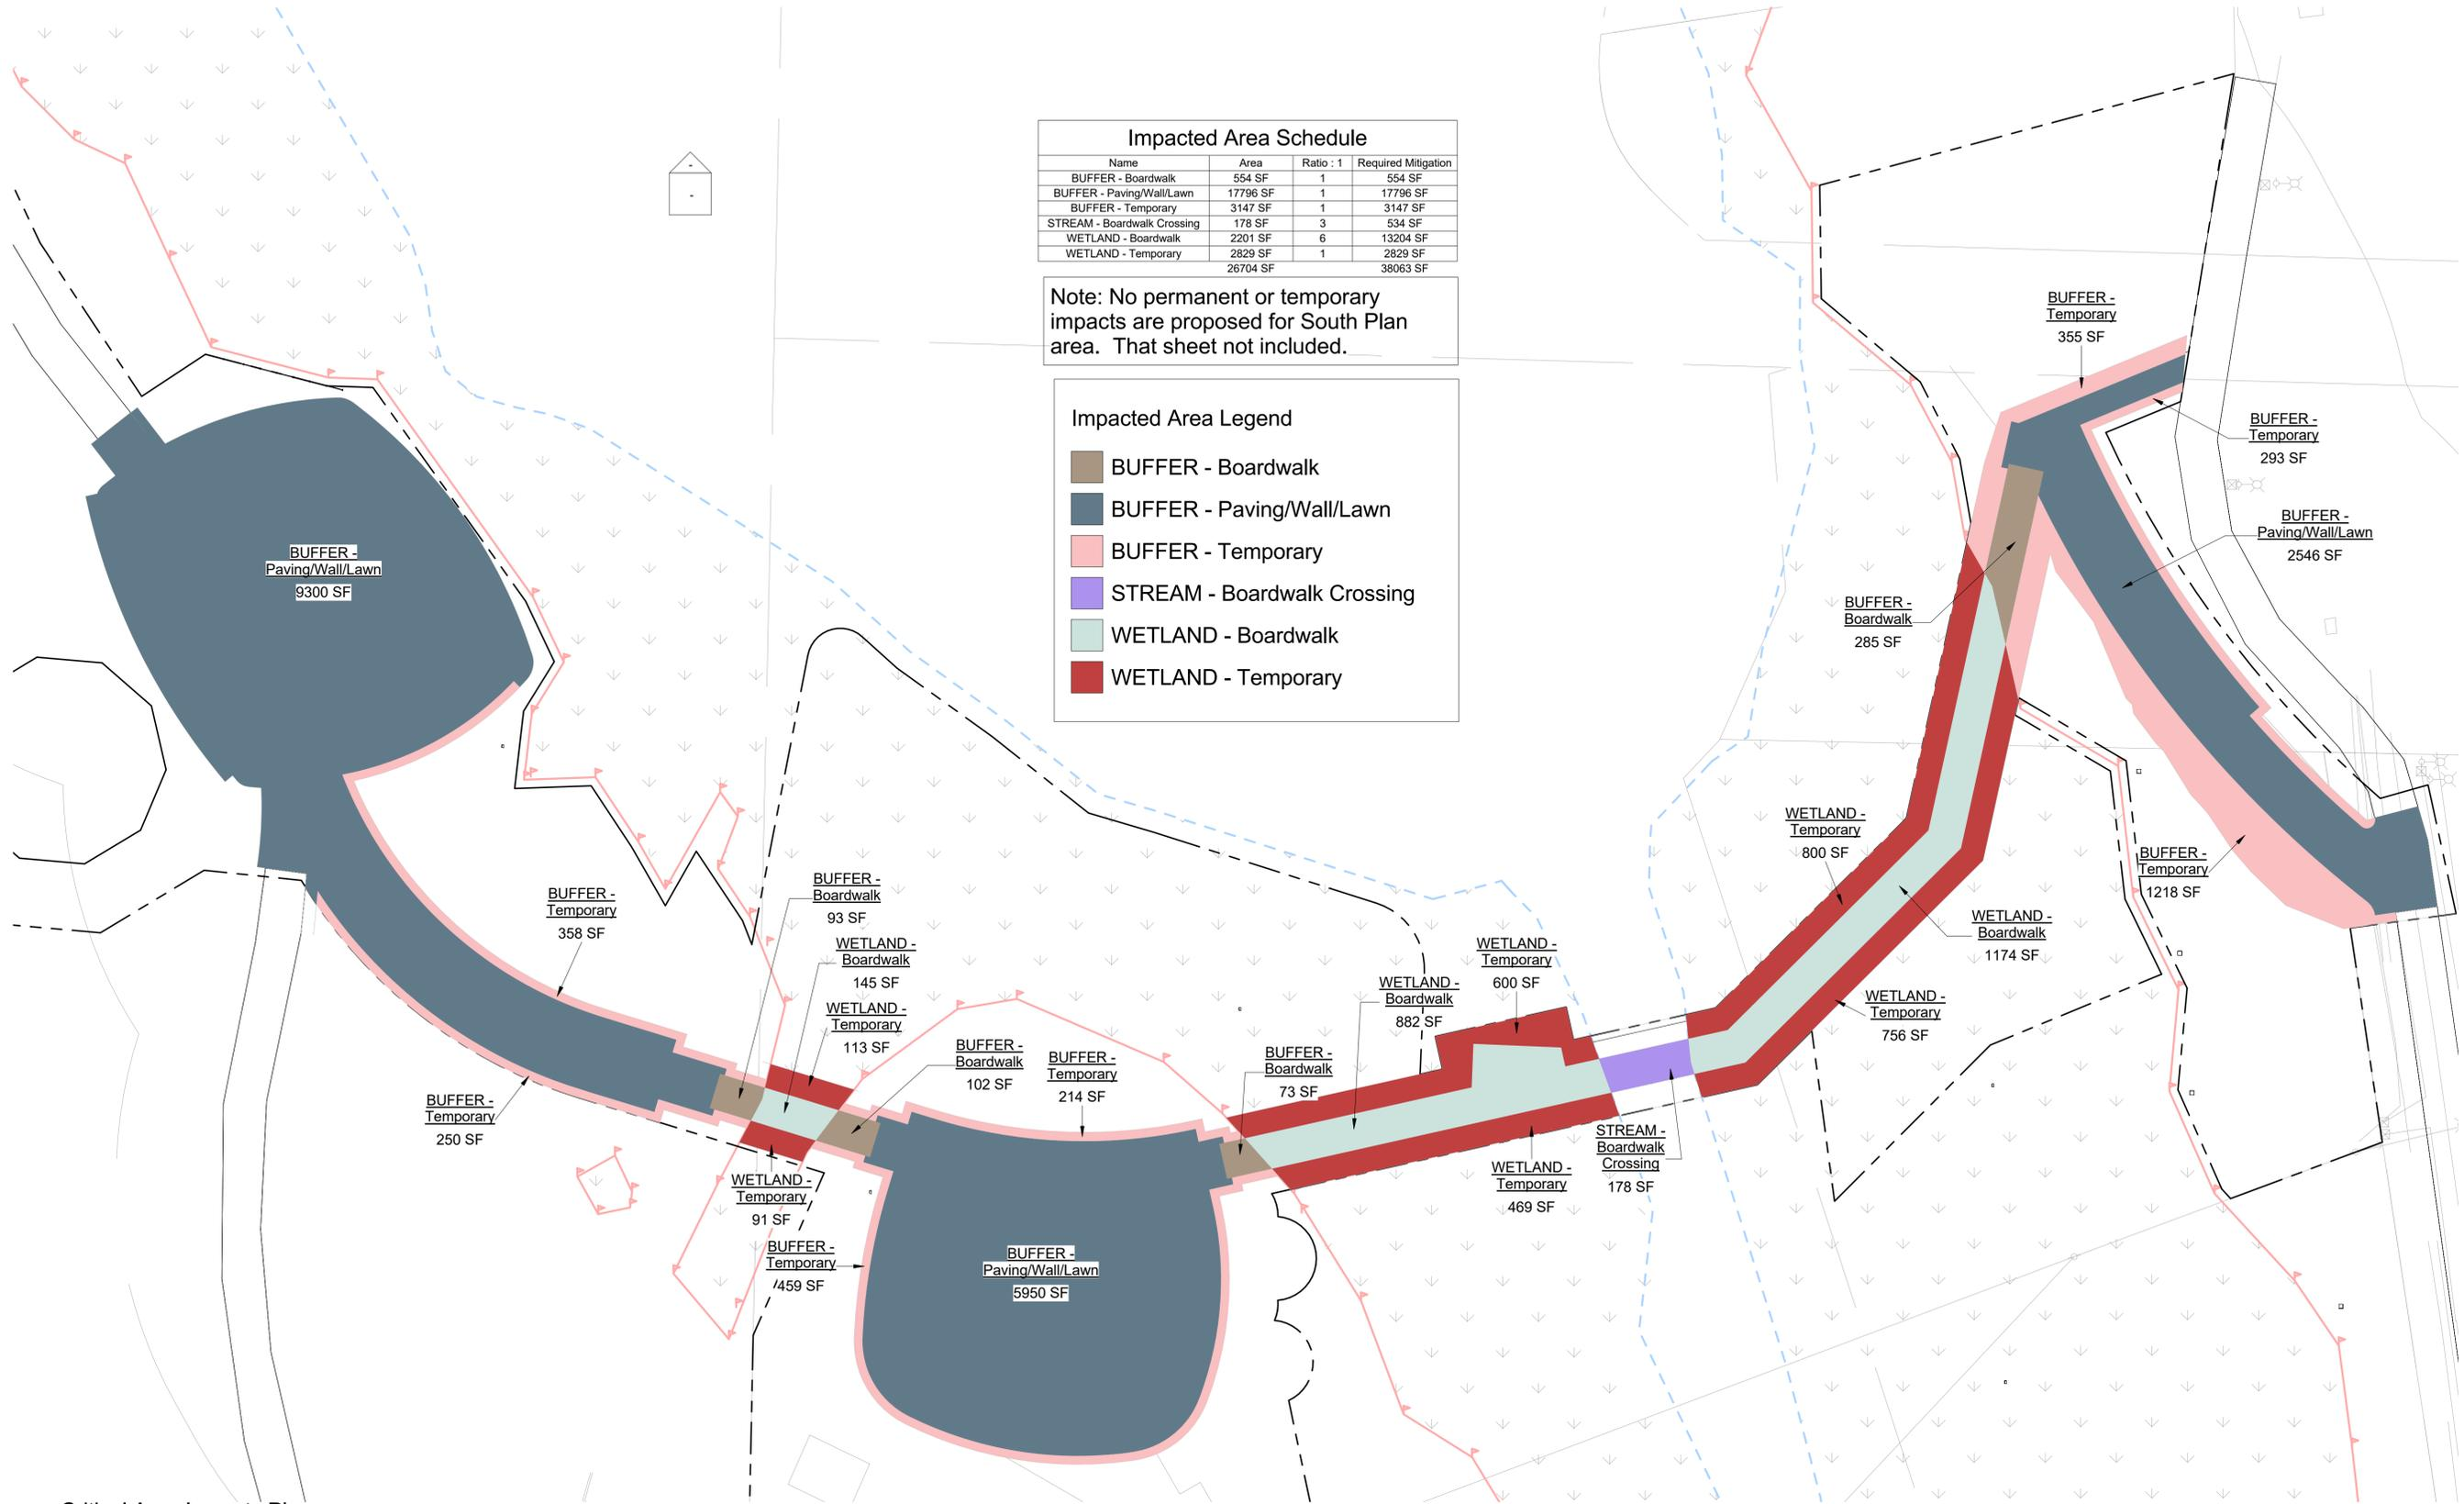 Impacted Area Schedule
Name Area Ratio : 1 Required Mitigation
BUFFER - Boardwalk 554 SF 1 554 SF
BUFFER - Paving/Wall/Lawn 17796 SF 1 17796 SF
BUFFER - Temporary 3147 SF 1 3147 SF
STREAM - Boardwalk Crossing 178 SF 3 534 SF
WETLAND - Boardwalk 2201 SF 6 13204 SF
WETLAND - Temporary 2829 SF 1 2829 SF
26704 SF 38063 SF
Note: No permanent or temporary
impacts are proposed for South Plan
area. That sheet not included.
Impacted Area Legend
BUFFER - Boardwalk
BUFFER - Paving/Wall/Lawn
BUFFER - Temporary
STREAM - Boardwalk Crossing
WETLAND - Boardwalk
WETLAND - Temporary
BUFFER -
Temporary
355 SF
BUFFER -
Temporary
293 SF
BUFFER -
Paving/Wall/Lawn
2546 SF
BUFFER -
Paving/Wall/Lawn
9300 SF
BUFFER -
Boardwalk
285 SF
WETLAND -
Temporary
800 SF
BUFFER -
Temporary
1218 SF
BUFFER -
Boardwalk
93 SF
BUFFER -
Temporary
358 SF
WETLAND -
Boardwalk
1174 SF
WETLAND -
Boardwalk
145 SF
WETLAND -
Temporary
600 SF
WETLAND -
Boardwalk
882 SF
WETLAND -
Temporary
756 SF
WETLAND -
Temporary
113 SF
BUFFER -
Boardwalk
102 SF
BUFFER -
Temporary
214 SF
BUFFER -
Boardwalk
73 SF
BUFFER -
Temporary
250 SF
STREAM -
Boardwalk
Crossing
178 SF
WETLAND -
Temporary
469 SF
WETLAND -
Temporary
91 SF
BUFFER -
Temporary
459 SF
BUFFER -
Paving/Wall/Lawn
5950 SF